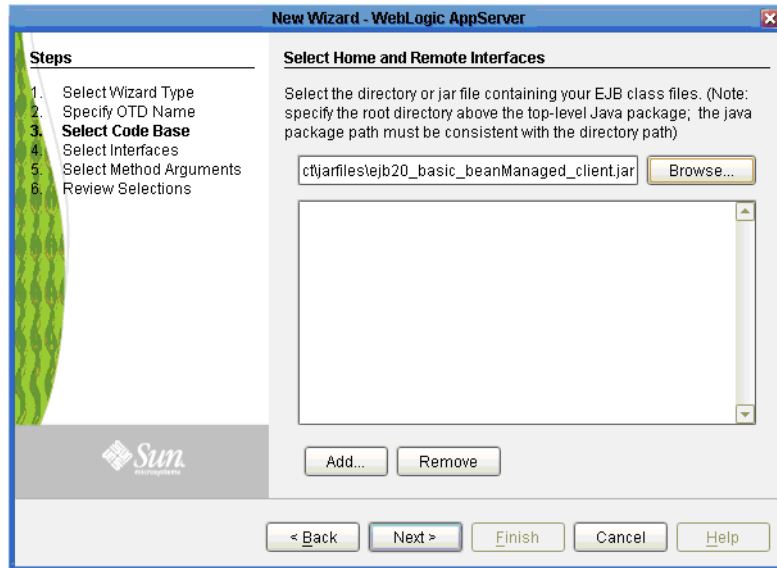 New Wizard - WebLogic AppServer
Steps
1. Select Wizard Type
2. Specify OTD Name
3. Select Code Base
4. Select Interfaces
5. Select Method Arguments
6. Review Selections
Select Home and Remote Interfaces
Select the directory or jar file containing your EJB class files. (Note:
specify the root directory above the top-level Java package; the java
package path must be consistent with the directory path)
ct\jarfiles\ejb20_basic_beanManaged_client.jar
Browse...
Add...
Remove
Sun
microsystems
< Back
Next >
Finish
Cancel
Help